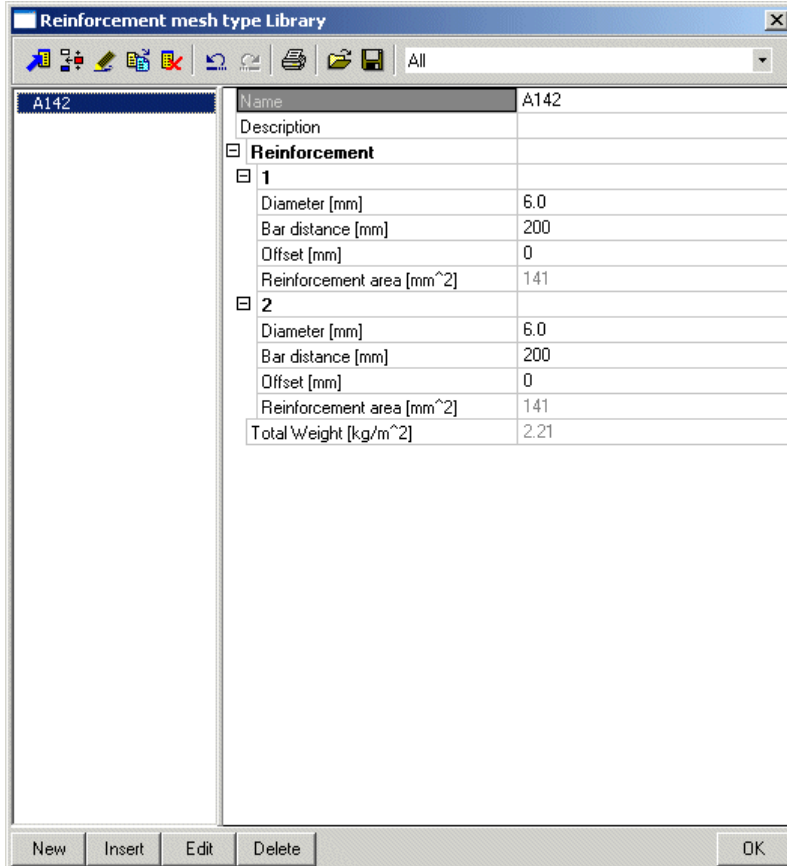 Reinforcement mesh type Library
All
A142
Name A142
Description
Reinforcement
1
Diameter [mm] 6.0
Bar distance [mm] 200
Offset [mm] 0
Reinforcement area [mm^2] 141
2
Diameter [mm] 6.0
Bar distance [mm] 200
Offset [mm] 0
Reinforcement area [mm^2] 141
Total Weight [kg/m^2] 2.21
New Insert Edit Delete OK